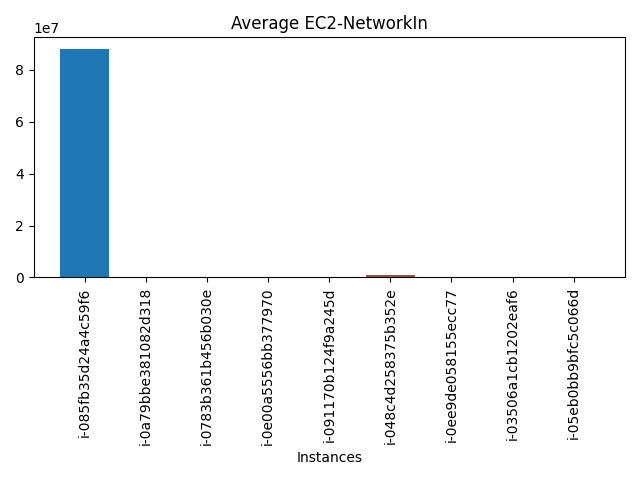 Average EC2-NetworkIn
1e7
8
6
4
2
0
i-085fb35d24a4c59f6
i-0a79bbe381082d318
i-0783b361b456b030e
i-0e00a5556bb377970
i-091170b124f9a245d
i-048c4d258375b352e
i-0ee9de058155ecc77
i-03506a1cb1202eaf6
i-05eb0bb9bfc5c066d
Instances